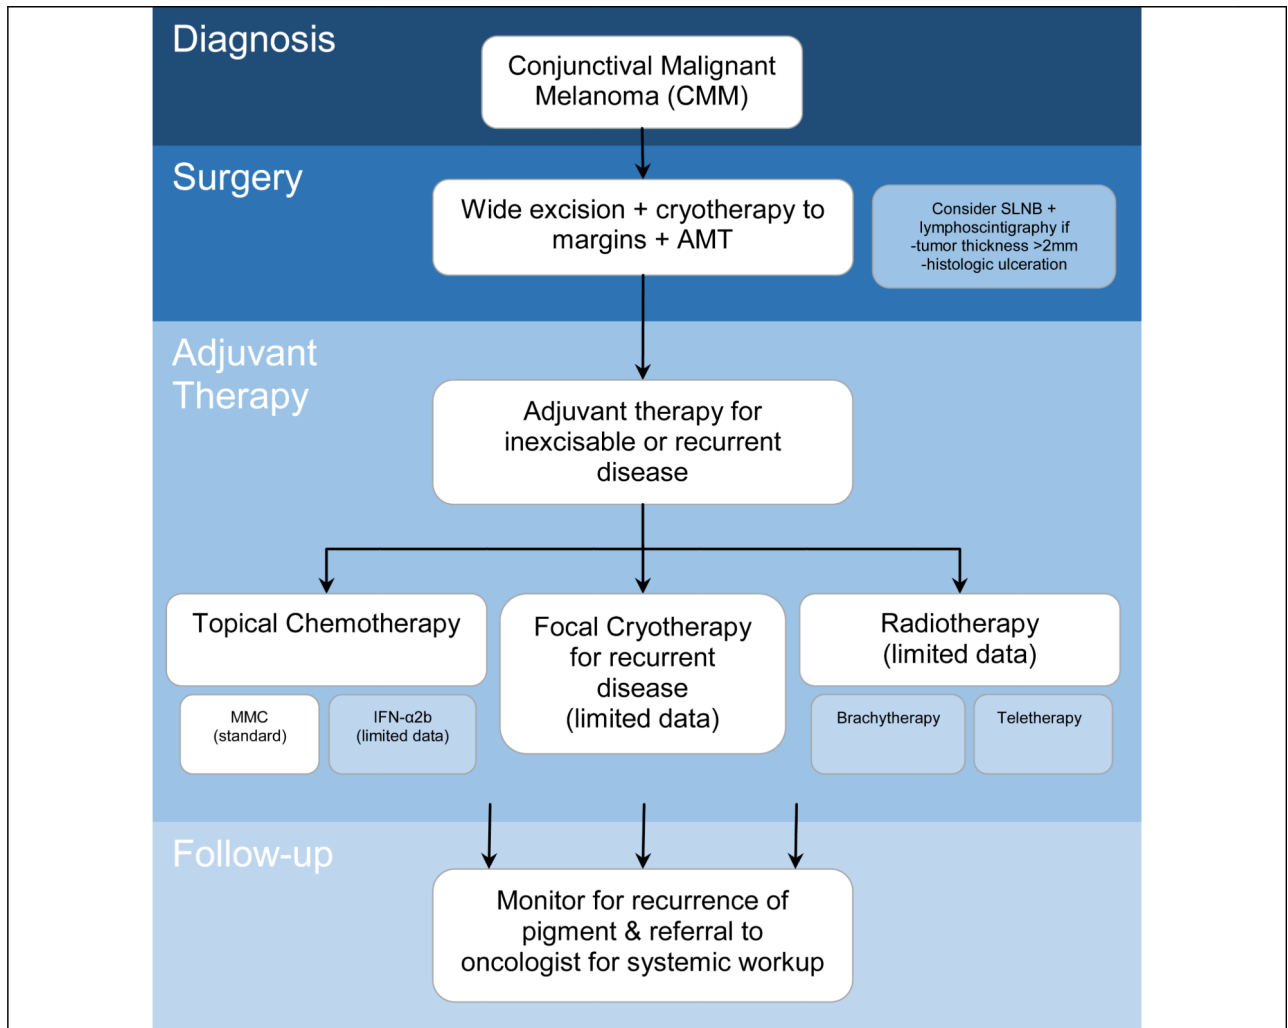 Diagnosis
Conjunctival Malignant
Melanoma (CMM)
Surgery
Wide excision + cryotherapy to
margins + AMT
Consider SLNB +
lymphoscintigraphy if
-tumor thickness >2mm
-histologic ulceration
Adjuvant
Therapy
Adjuvant therapy for
inexcisable or recurrent
disease
Topical Chemotherapy
MMC
(standard)
IFN-α2b
(limited data)
Focal Cryotherapy
for recurrent
disease
(limited data)
Radiotherapy
(limited data)
Brachytherapy
Teletherapy
Follow-up
Monitor for recurrence of
pigment & referral to
oncologist for systemic workup